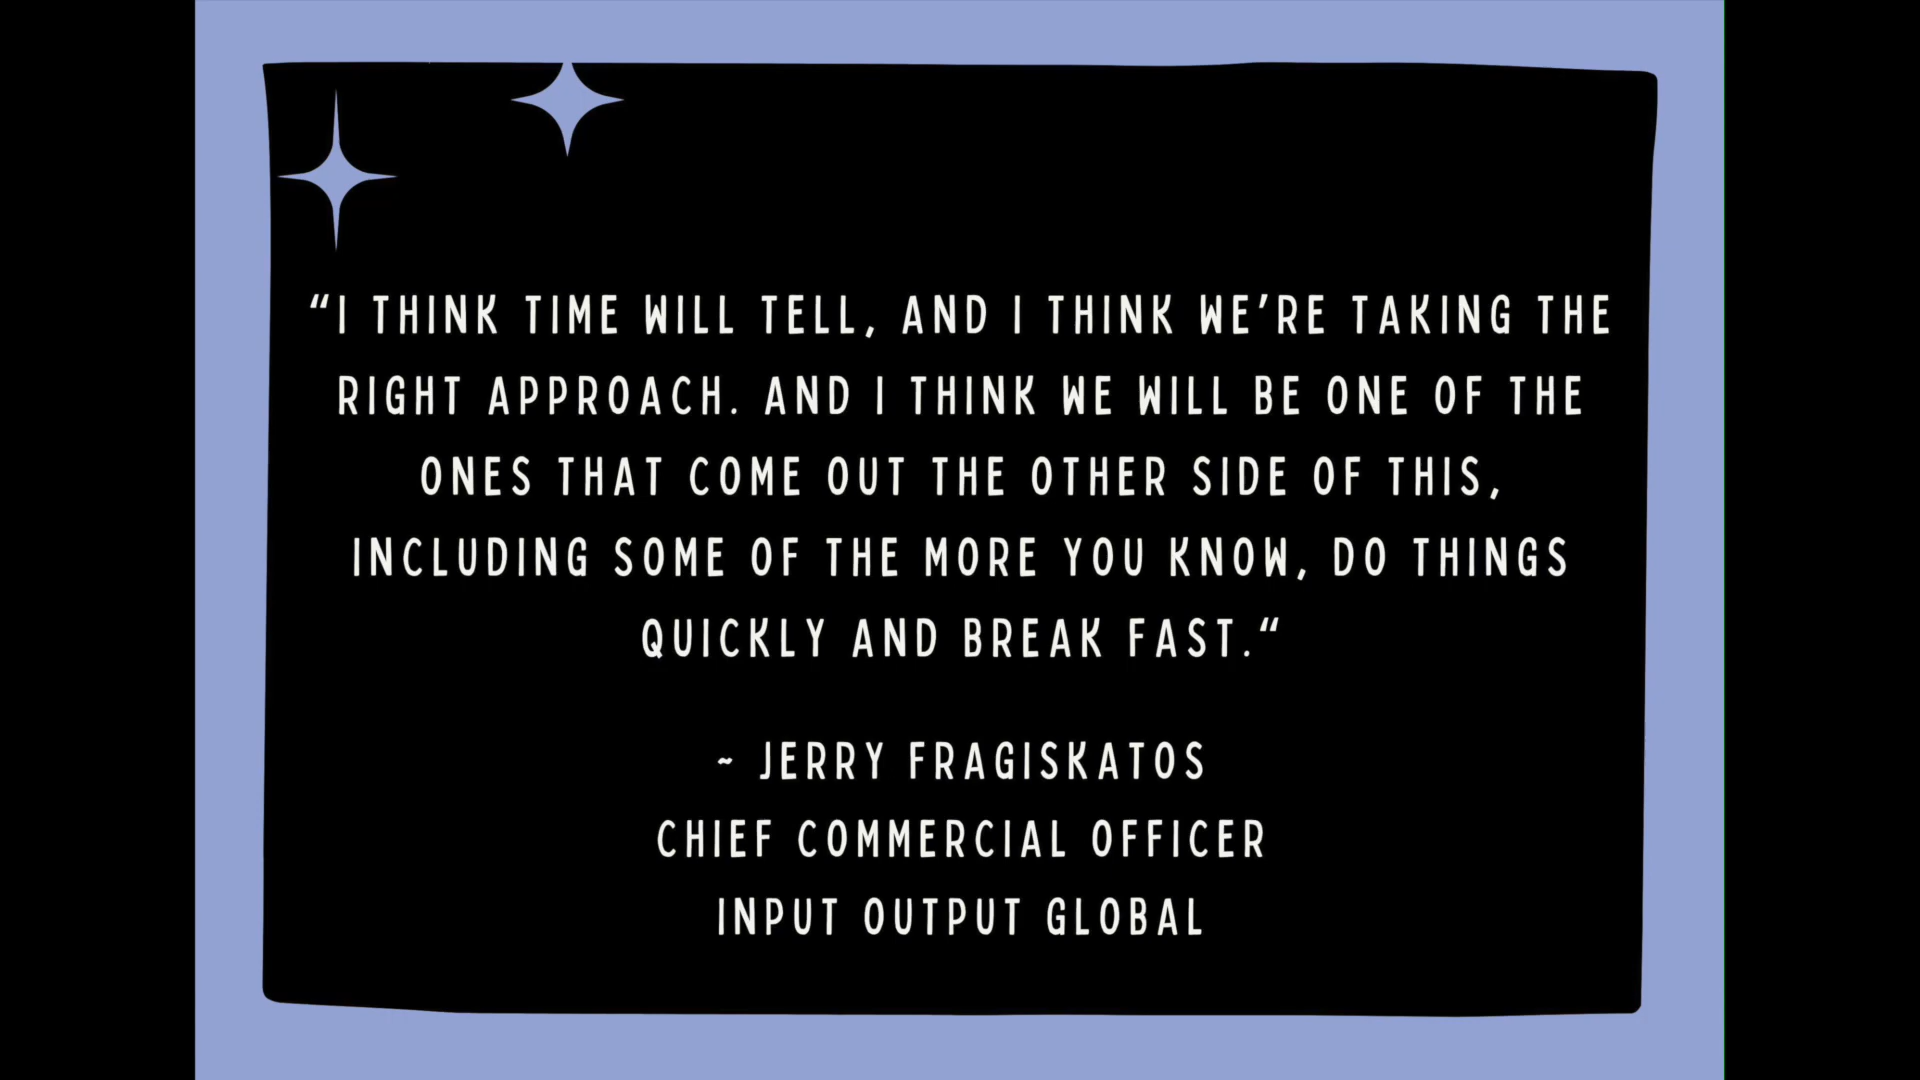 “I THINK TIME WILL TELL, AND I THINK WE’RE TAKING THE
RIGHT APPROACH. AND I THINK WE WILL BE ONE OF THE
ONES THAT COME OUT THE OTHER SIDE OF THIS,
INCLUDING SOME OF THE MORE YOU KNOW, DO THINGS
QUICKLY AND BREAK FAST.“
~ JERRY FRAGISKATOS
CHIEF COMMERCIAL OFFICER
INPUT OUTPUT GLOBAL